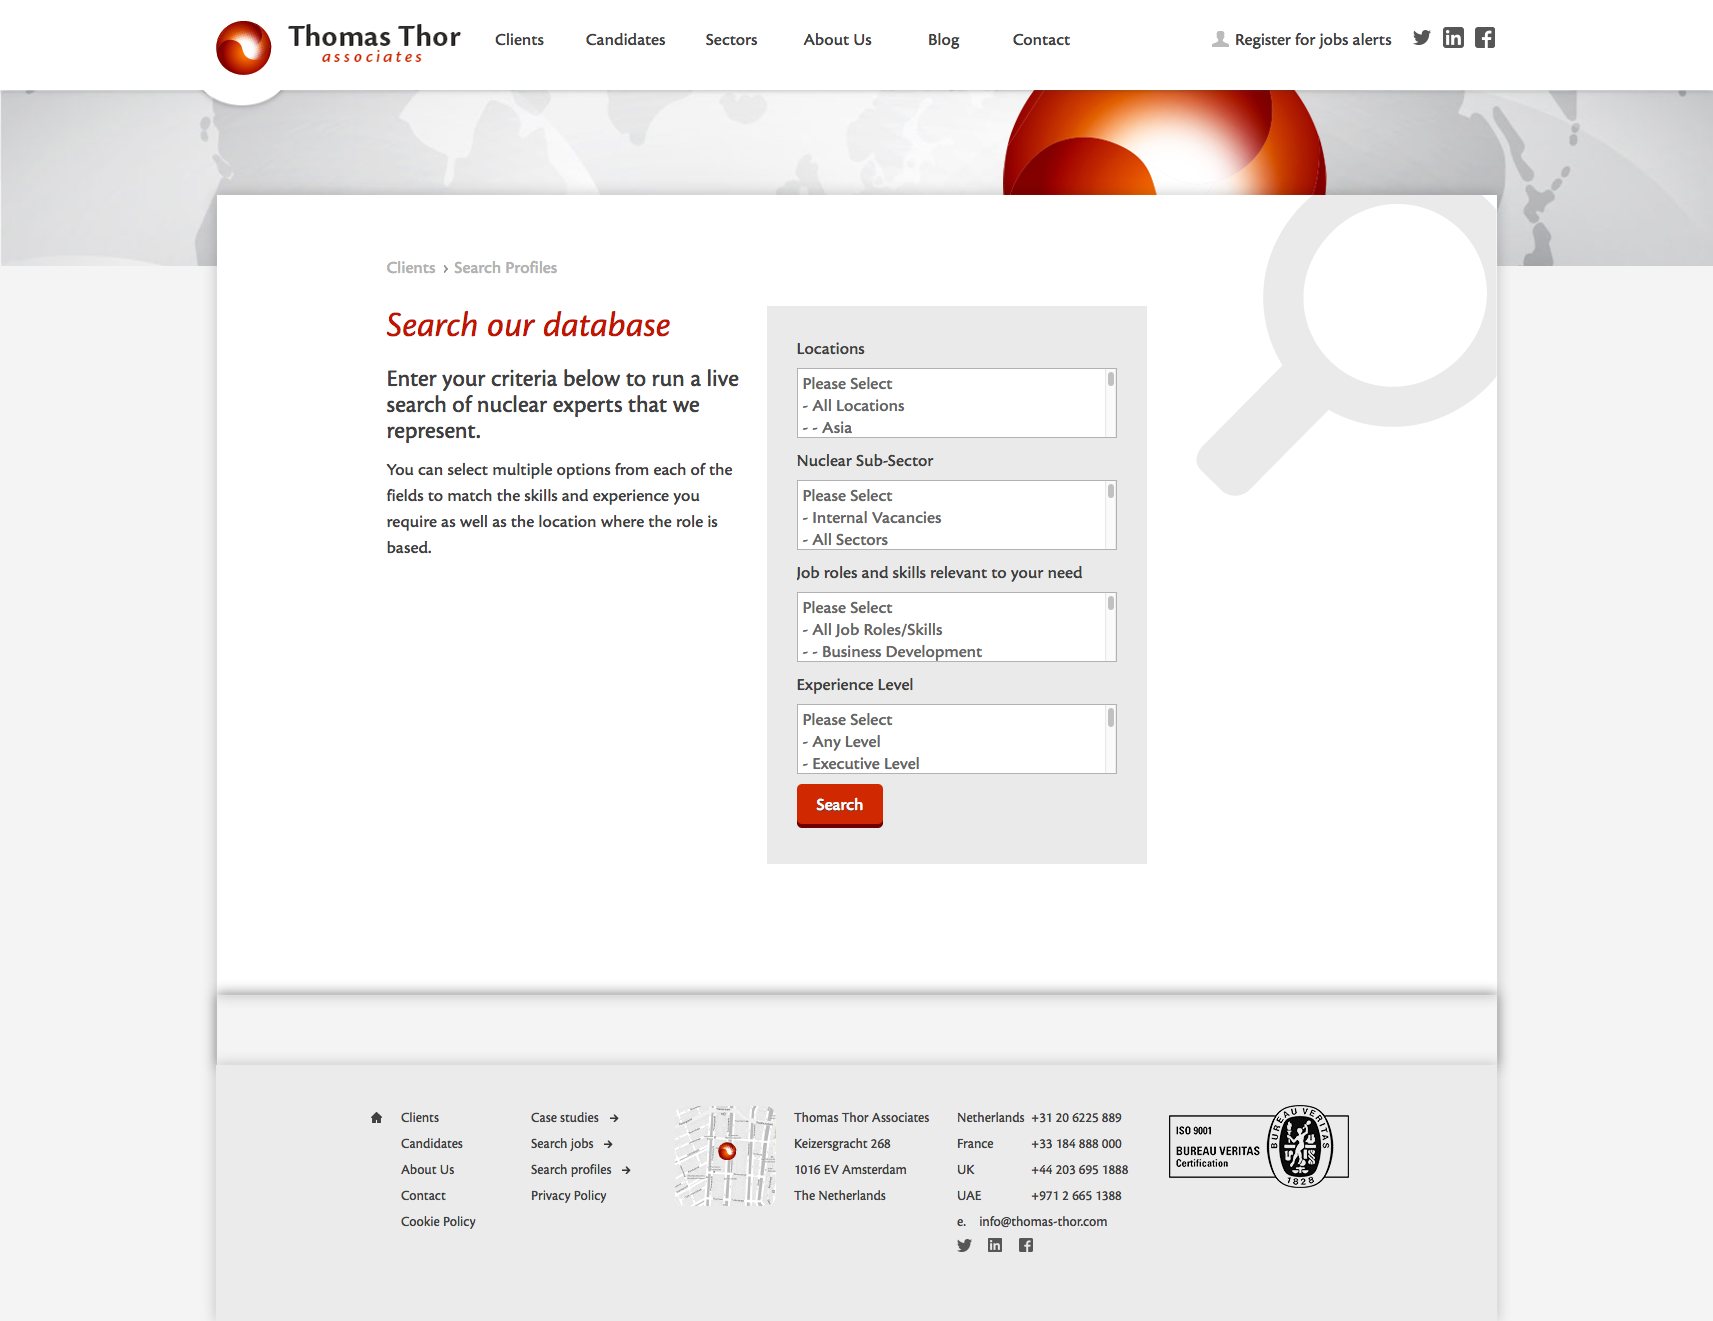 Thomas Thor
associates
Clients
Candidates
Sectors
About Us
Blog
Contact
Register for jobs alerts
Clients › Search Profiles
Search our database
Enter your criteria below to run a live
search of nuclear experts that we
represent.
You can select multiple options from each of the
fields to match the skills and experience you
require as well as the location where the role is
based.
Locations
Please Select
- All Locations
- - Asia
Nuclear Sub-Sector
Please Select
- Internal Vacancies
- All Sectors
Job roles and skills relevant to your need
Please Select
- All Job Roles/Skills
- - Business Development
Experience Level
Please Select
- Any Level
- Executive Level
Search
Clients
Candidates
About Us
Contact
Cookie Policy
Case studies
Search jobs
Search profiles
Privacy Policy
Thomas Thor Associates
Keizersgracht 268
1016 EV Amsterdam
The Netherlands
Netherlands +31 20 6225 889
France +33 184 888 000
UK +44 203 695 1888
UAE +971 2 665 1388
e. info@thomas-thor.com
ISO 9001
BUREAU VERITAS
Certification
BUREAU VERITAS
1828